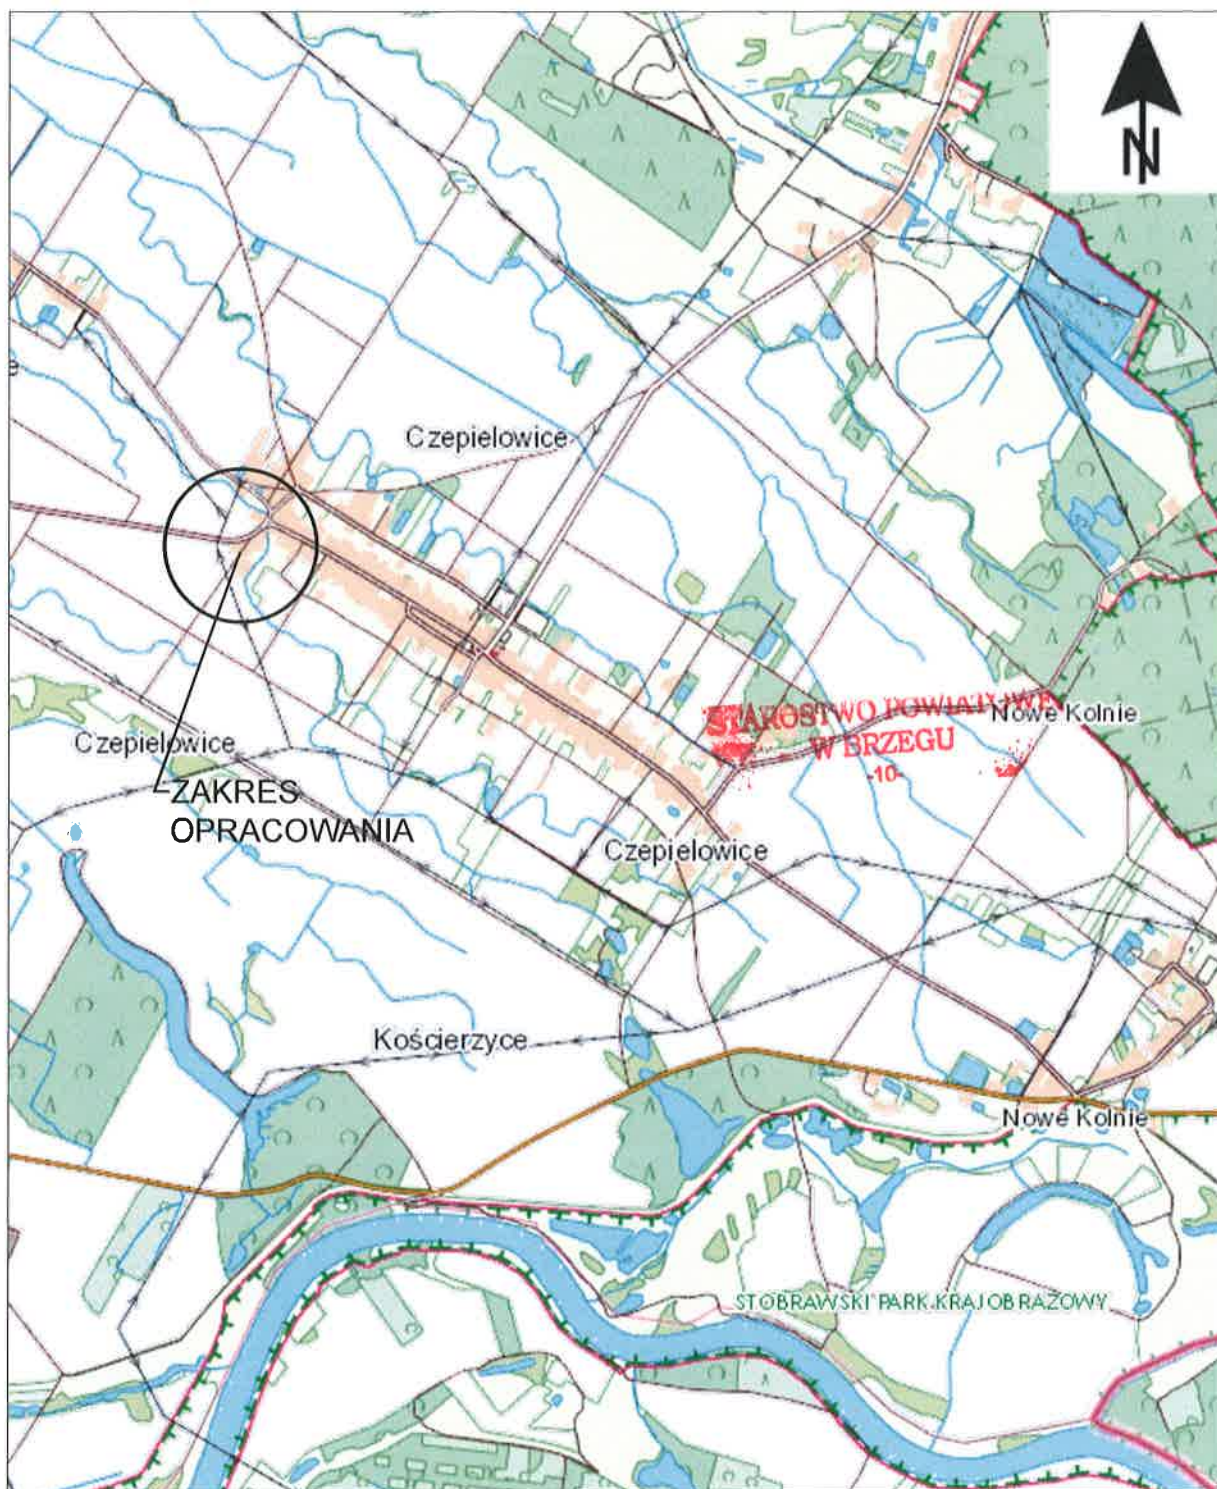 N
Czepielowice
e
STAROSTWO POWIATOWE
W BRZEGU
-10-
Nowe Kolnie
Czepielowice
ZAKRES
OPRACOWANIA
Czepielowice
Kościerzyce
Nowe Kolnie
STOBRAWSKI PARK KRAJOBRAZOWY